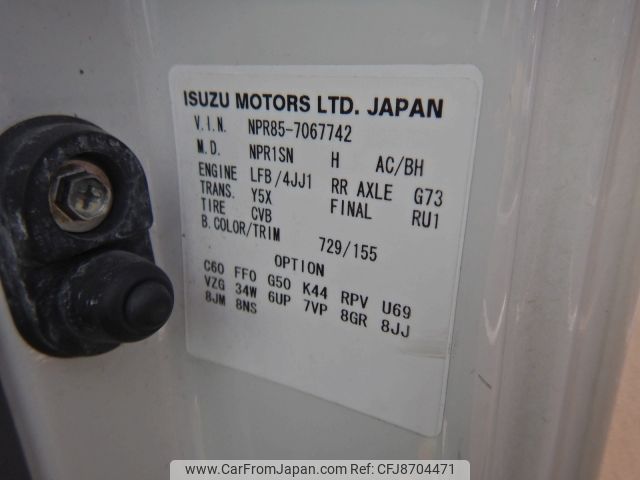 ISUZU MOTORS LTD. JAPAN
V.I.N. NPR85-7067742
M.D. NPR1SN H AC/BH
ENGINE LFB/4JJ1 RR AXLE G73
TRANS. Y5X FINAL RU1
TIRE CVB
B.COLOR/TRIM 729/155
OPTION
C60 FF0 G50 K44 RPV U69
VZG 34W 6UP 7VP 8GR 8JJ
8JM 8NS
www.CarFromJapan.com CFJ8704471